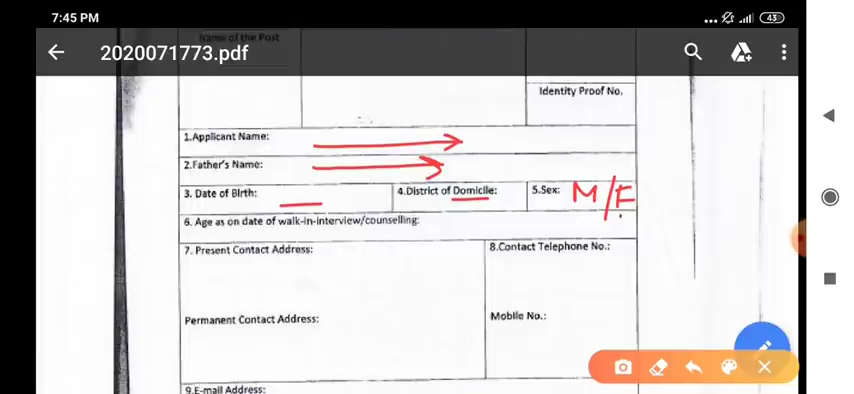 7:45 PM
43
Name of the Post
2020071773.pdf
Identity Proof No.
1.Applicant Name:
2.Father's Name:
3. Date of Birth:
4.District of Domicile:
5.Sex: M/F
6. Age as on date of walk-in-interview/counselling:
7. Present Contact Address:
8.Contact Telephone No.:
Permanent Contact Address:
Mobile No.:
9.E-mail Address: